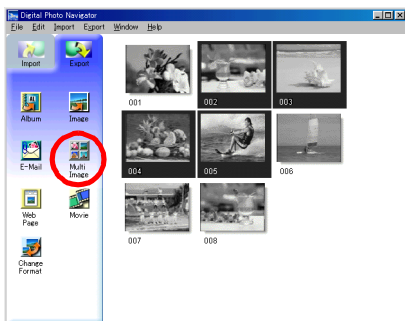 Digital Photo Navigator
File Edit Import Export Window Help
Import Export
Album Image
E-Mail Multi Image
Web Page Movie
Change Format
001 002 003
004 005 006
007 008